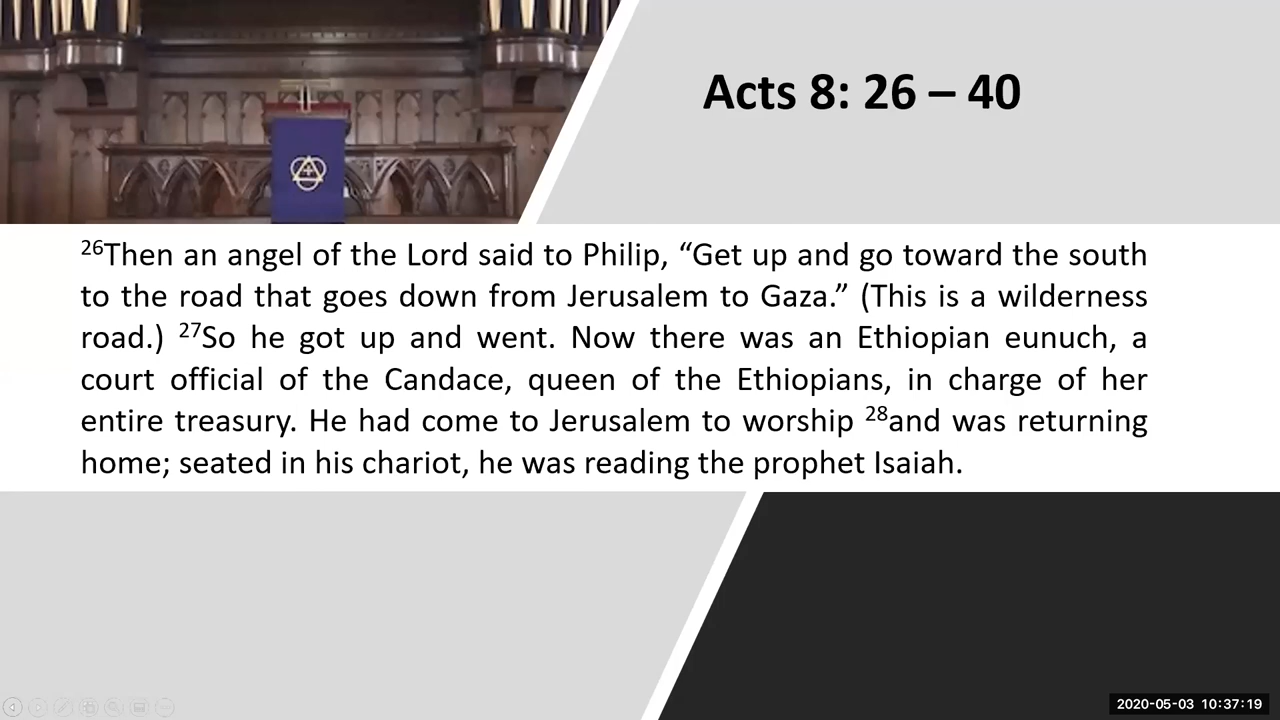 Acts 8: 26 – 40
26Then an angel of the Lord said to Philip, “Get up and go toward the south
to the road that goes down from Jerusalem to Gaza.” (This is a wilderness
road.) 27So he got up and went. Now there was an Ethiopian eunuch, a
court official of the Candace, queen of the Ethiopians, in charge of her
entire treasury. He had come to Jerusalem to worship 28and was returning
home; seated in his chariot, he was reading the prophet Isaiah.
2020-05-03 10:37:19